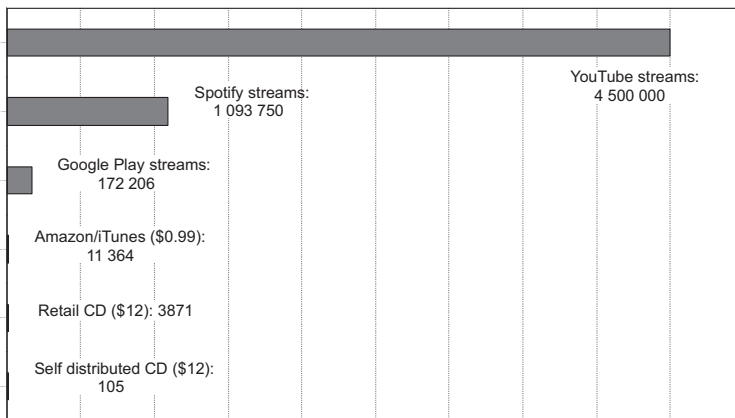 YouTube streams:
4 500 000
Spotify streams:
1 093 750
Google Play streams:
172 206
Amazon/iTunes ($0.99):
11 364
Retail CD ($12): 3871
Self distributed CD ($12):
105